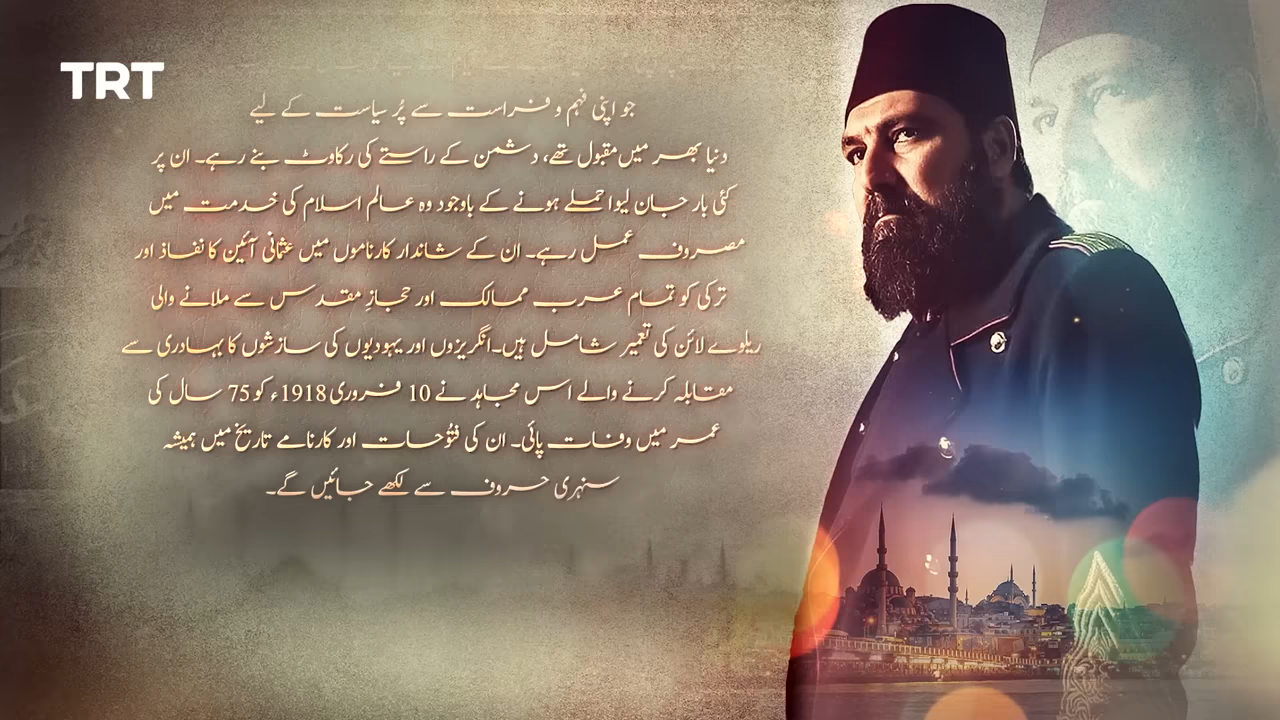 TRT
جو اپنی فہم و فراست سے پُر سیاست کے لیے
دنیا بھر میں مقبول تھے، دشمن کے راستے کی رکاوٹ بنے رہے۔ ان پر
کئی بار جان لیوا حملے ہونے کے باوجود وہ عالم اسلام کی خدمت میں
مصروف عمل رہے۔ ان کے شاندار کارناموں میں عثمانی آئین کا نفاذ اور
ترکی کو تمام عرب ممالک اور حجازِ مقدس سے ملانے والی
ریلوے لائن کی تعمیر شامل ہیں۔انگریزوں اور یہودیوں کی سازشوں کا بہادری سے
مقابلہ کرنے والے اس مجاہد نے 10 فروری 1918ء کو 75 سال کی
عمر میں وفات پائی۔ ان کی فتُوحات اور کارنامے تاریخ میں ہمیشہ
سنہری حروف سے لکھے جائیں گے۔